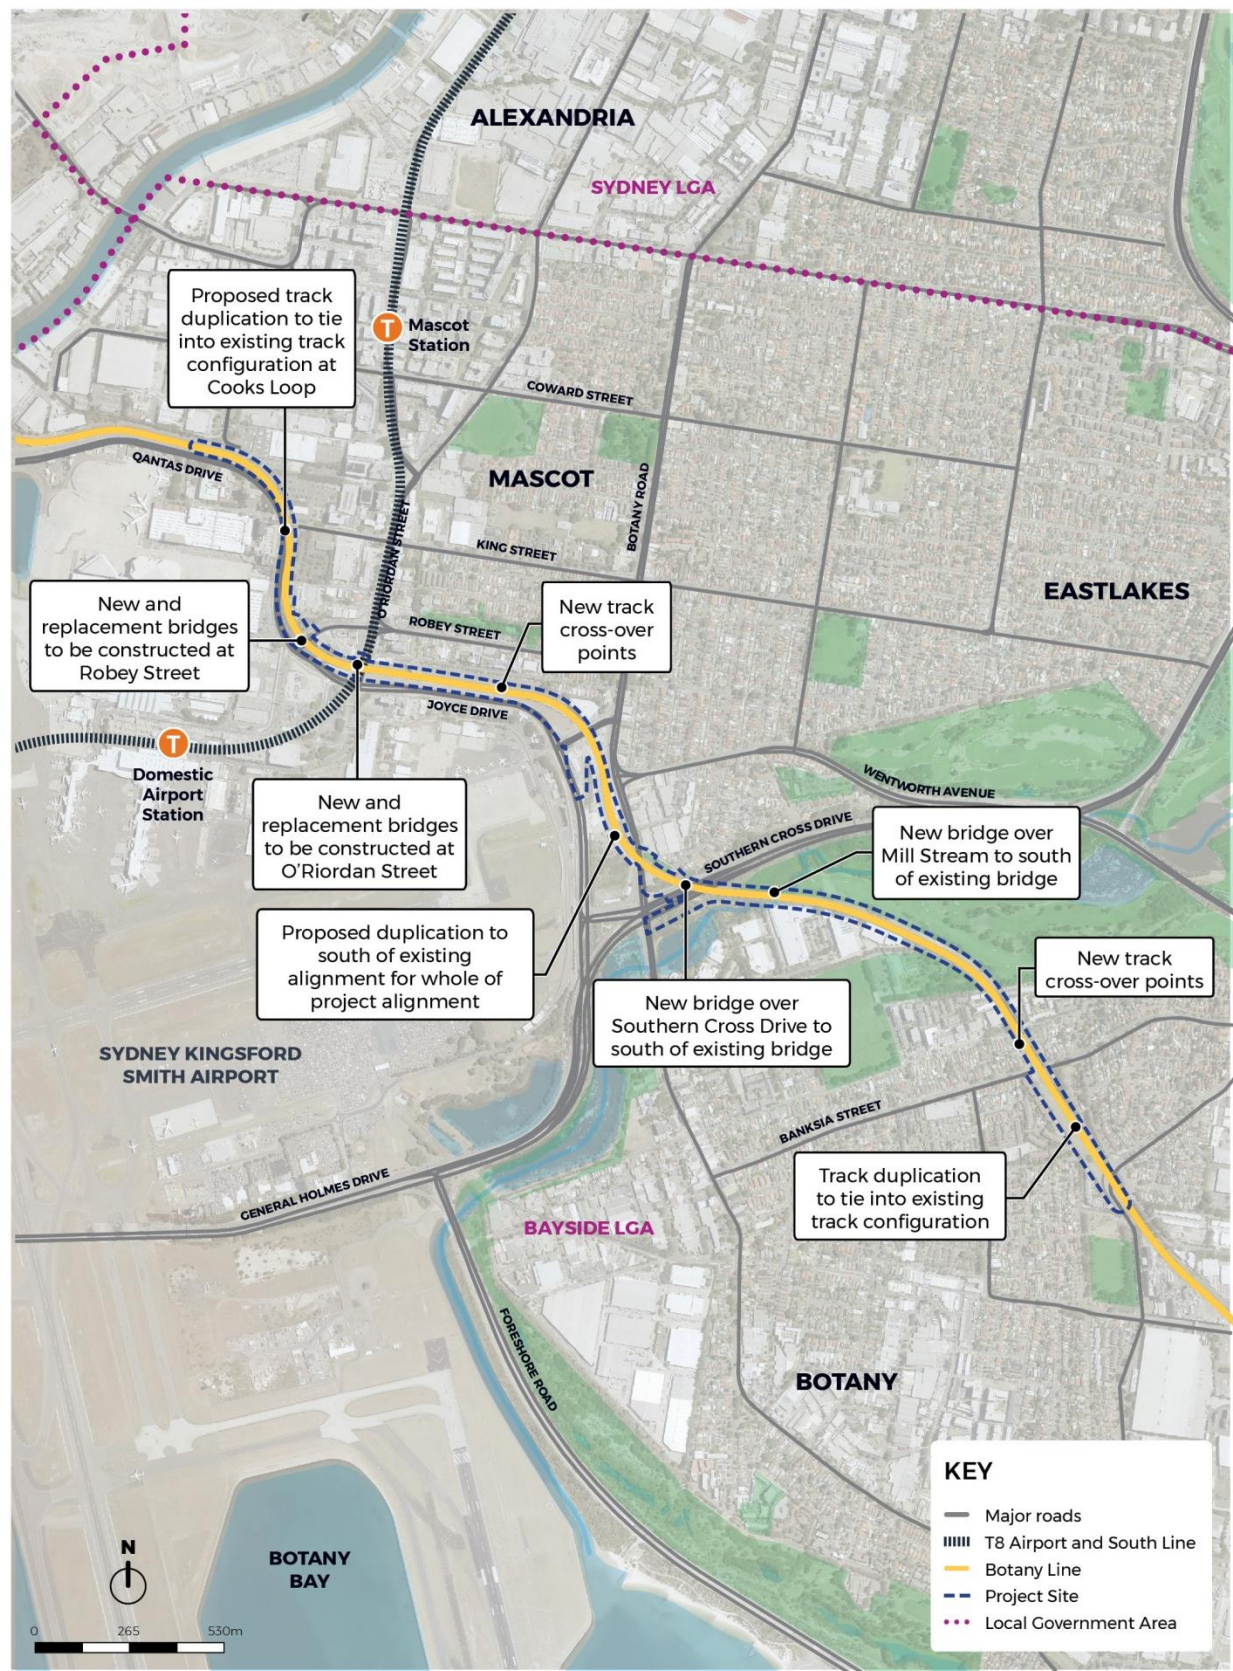 ALEXANDRIA
SYDNEY LGA
Proposed track
duplication to tie
into existing track
configuration at
Cooks Loop
T
Mascot
Station
COWARD STREET
QANTAS DRIVE
MASCOT
BOTANY ROAD
O'RIORDAN STREET
KING STREET
EASTLAKES
New and
replacement bridges
to be constructed at
Robey Street
ROBEY STREET
New track
cross-over
points
JOYCE DRIVE
T
Domestic
Airport
Station
New and
replacement bridges
to be constructed at
O'Riordan Street
WENTWORTH AVENUE
SOUTHERN CROSS DRIVE
New bridge over
Mill Stream to south
of existing bridge
Proposed duplication to
south of existing
alignment for whole of
project alignment
New bridge over
Southern Cross Drive to
south of existing bridge
New track
cross-over points
SYDNEY KINGSFORD
SMITH AIRPORT
BANKSIA STREET
Track duplication
to tie into existing
track configuration
GENERAL HOLMES DRIVE
BAYSIDE LGA
FORESHORE ROAD
BOTANY
BOTANY
BAY
N
0 265 530m
KEY
Major roads
T8 Airport and South Line
Botany Line
Project Site
Local Government Area